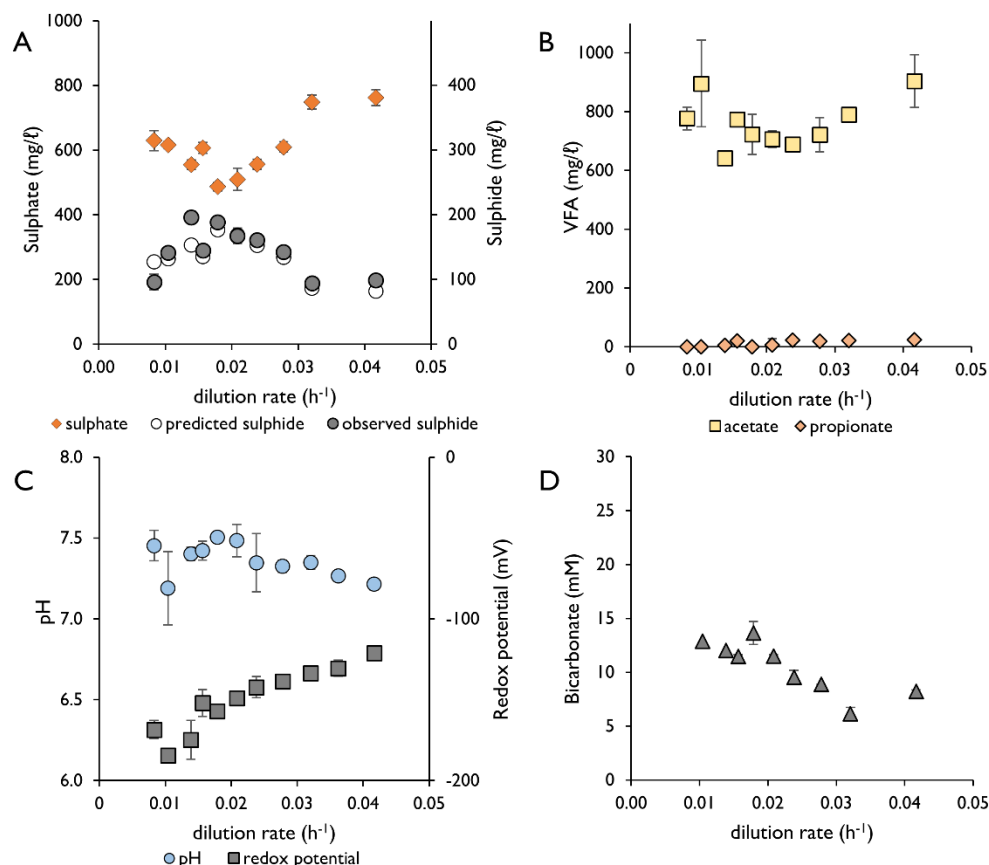 A
Sulphate (mg/ℓ)
1000
800
600
400
200
0
Sulphide (mg/ℓ)
400
300
200
100
0
0.00 0.01 0.02 0.03 0.04 0.05
dilution rate (h⁻¹)
sulphate predicted sulphide observed sulphide
B
VFA (mg/ℓ)
1000
800
600
400
200
0
0.00 0.01 0.02 0.03 0.04 0.05
dilution rate (h⁻¹)
acetate propionate
C
pH
8.0
7.5
7.0
6.5
6.0
Redox potential (mV)
0
-100
-200
0 0.01 0.02 0.03 0.04 0.05
dilution rate (h⁻¹)
pH redox potential
D
Bicarbonate (mM)
30
25
20
15
10
5
0
0.00 0.01 0.02 0.03 0.04 0.05
dilution rate (h⁻¹)